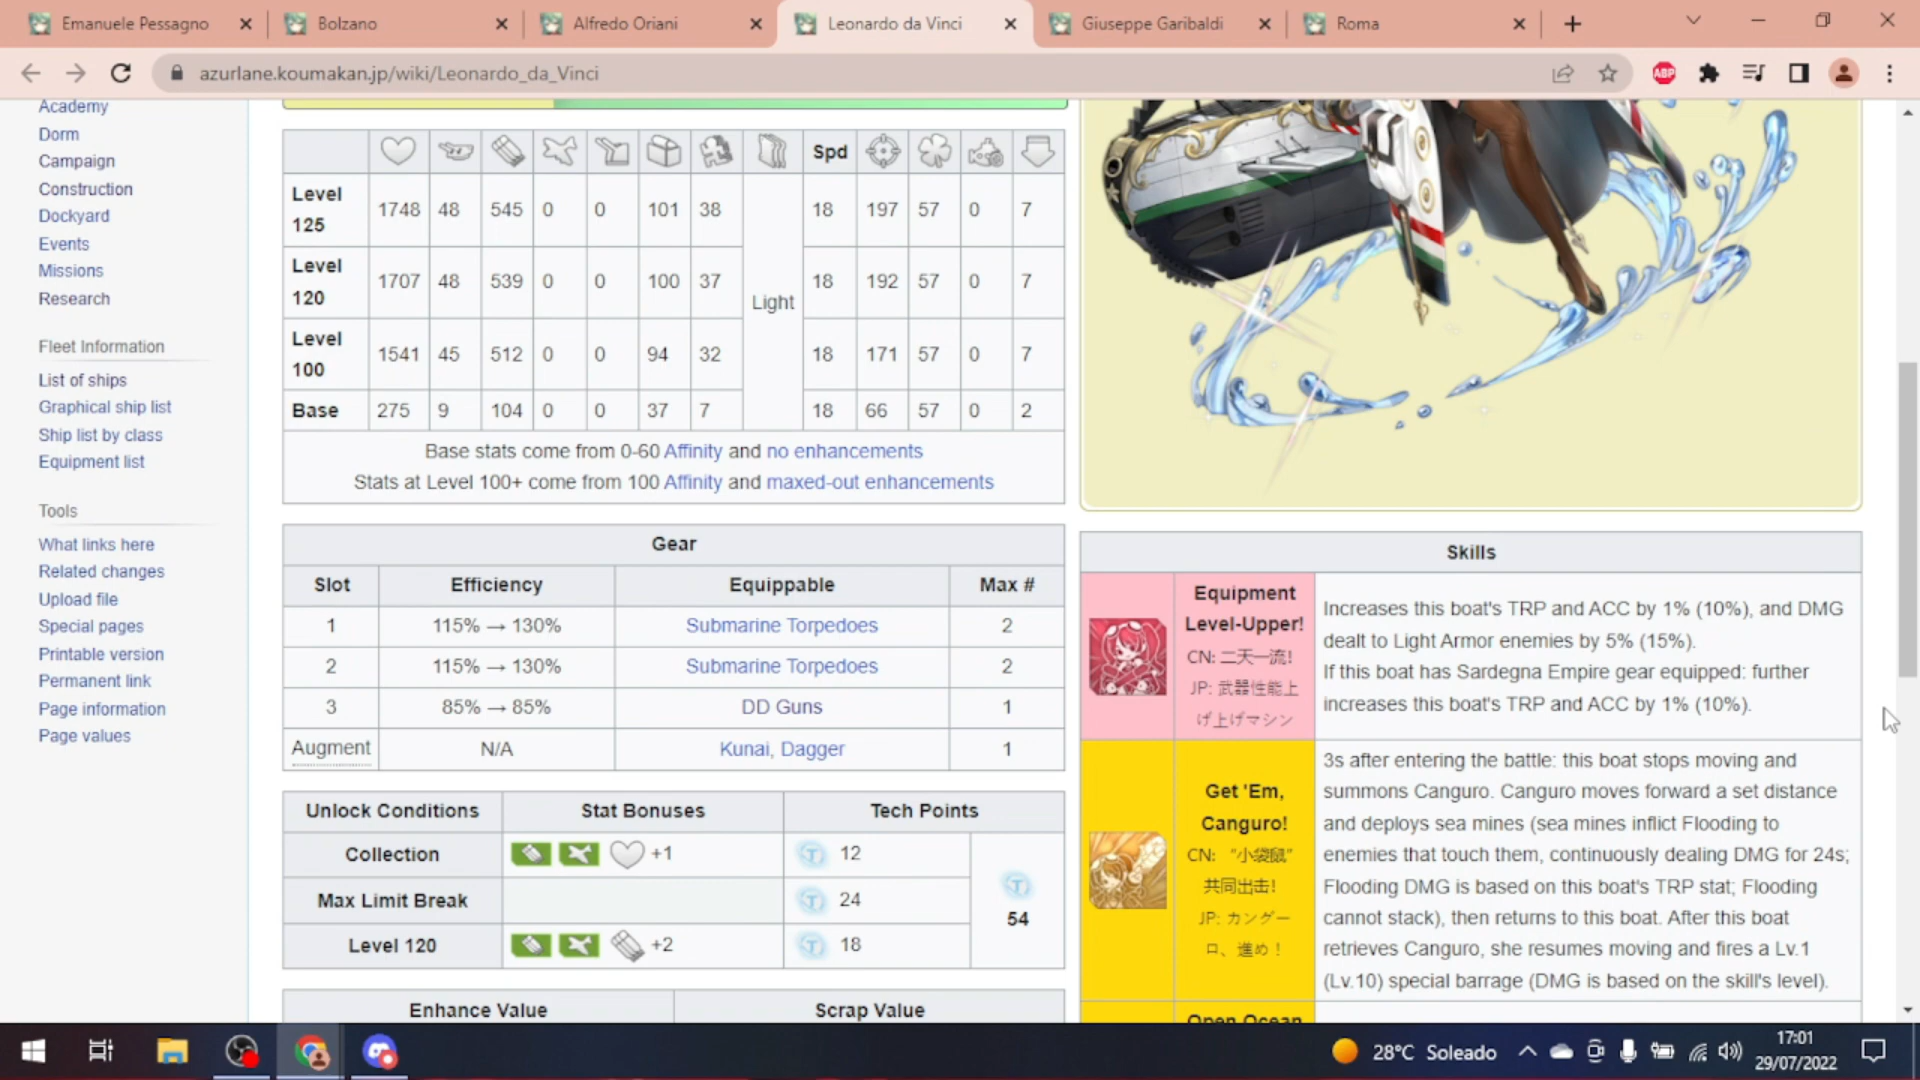 Emanuele Pessagno
Bolzano
Alfredo Oriani
Leonardo da Vinci
Giuseppe Garibaldi
Roma
azurlane.koumakan.jp/wiki/Leonardo_da_Vinci
ABP
Academy
Dorm
Campaign
Construction
Dockyard
Events
Missions
Research
Fleet Information
List of ships
Graphical ship list
Ship list by class
Equipment list
Tools
What links here
Related changes
Upload file
Special pages
Printable version
Permanent link
Page information
Page values
Spd
Level 125 1748 48 545 0 0 101 38 18 197 57 0 7
Level 120 1707 48 539 0 0 100 37 Light 18 192 57 0 7
Level 100 1541 45 512 0 0 94 32 18 171 57 0 7
Base 275 9 104 0 0 37 7 18 66 57 0 2
Base stats come from 0-60 Affinity and no enhancements
Stats at Level 100+ come from 100 Affinity and maxed-out enhancements
Gear
Slot Efficiency Equippable Max #
1 115% → 130% Submarine Torpedoes 2
2 115% → 130% Submarine Torpedoes 2
3 85% → 85% DD Guns 1
Augment N/A Kunai, Dagger 1
Unlock Conditions Stat Bonuses Tech Points
Collection +1 12
Max Limit Break 24 54
Level 120 +2 18
Enhance Value Scrap Value
Skills
Equipment
Level-Upper!
CN: 二天一流!
JP: 武器性能上
げ上げマシン
Increases this boat's TRP and ACC by 1% (10%), and DMG
dealt to Light Armor enemies by 5% (15%).
If this boat has Sardegna Empire gear equipped: further
increases this boat's TRP and ACC by 1% (10%).
Get 'Em,
Canguro!
CN: “小袋鼠”
共同出击!
JP: カングー
ロ、進め！
3s after entering the battle: this boat stops moving and
summons Canguro. Canguro moves forward a set distance
and deploys sea mines (sea mines inflict Flooding to
enemies that touch them, continuously dealing DMG for 24s;
Flooding DMG is based on this boat's TRP stat; Flooding
cannot stack), then returns to this boat. After this boat
retrieves Canguro, she resumes moving and fires a Lv.1
(Lv.10) special barrage (DMG is based on the skill's level).
Open Ocean
28°C Soleado
17:01
29/07/2022